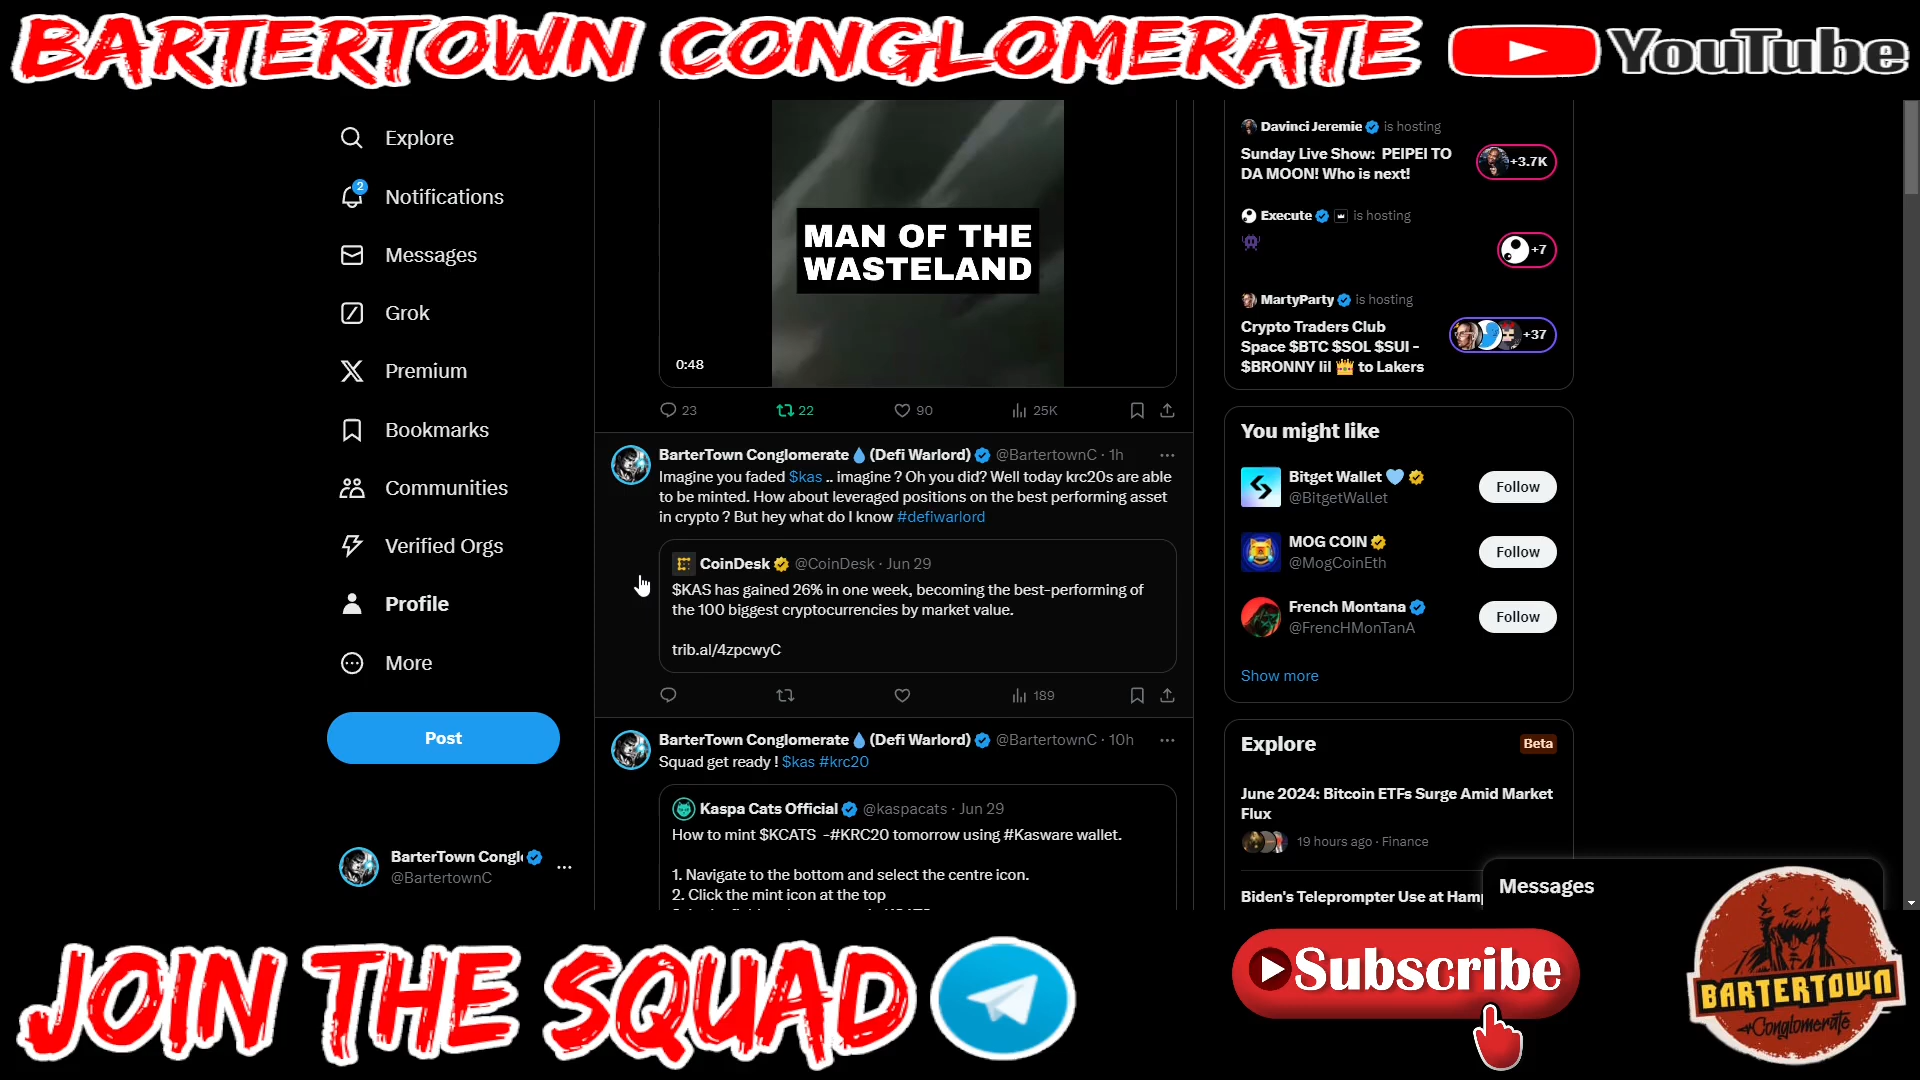 BARTERTOWN CONGLOMERATE YouTube
Explore
2
Notifications
Messages
Grok
Premium
Bookmarks
Communities
Verified Orgs
Profile
More
Post
BarterTown Congl
@BartertownC
MAN OF THE
WASTELAND
0:48
23 22 90 25K
BarterTown Conglomerate💧(Defi Warlord) @BartertownC · 1h
Imagine you faded $kas .. imagine ? Oh you did? Well today krc20s are able
to be minted. How about leveraged positions on the best performing asset
in crypto ? But hey what do I know #defiwarlord
CoinDesk @CoinDesk · Jun 29
$KAS has gained 26% in one week, becoming the best-performing of
the 100 biggest cryptocurrencies by market value.
trib.al/4zpcwyC
189
BarterTown Conglomerate💧(Defi Warlord) @BartertownC · 10h
Squad get ready ! $kas #krc20
Kaspa Cats Official @kaspacats · Jun 29
How to mint $KCATS -#KRC20 tomorrow using #Kasware wallet.
1. Navigate to the bottom and select the centre icon.
2. Click the mint icon at the top
Davinci Jeremie is hosting
Sunday Live Show: PEIPEI TO
DA MOON! Who is next!
+3.7K
Execute is hosting
👾
+7
MartyParty is hosting
Crypto Traders Club
Space $BTC $SOL $SUI -
$BRONNY lil 👑 to Lakers
+37
You might like
Bitget Wallet 🩵
@BitgetWallet
Follow
MOG COIN
@MogCoinEth
Follow
French Montana
@FrencHMonTanA
Follow
Show more
Explore
Beta
June 2024: Bitcoin ETFs Surge Amid Market
Flux
19 hours ago · Finance
Biden's Teleprompter Use at Ham
Messages
JOIN THE SQUAD
Subscribe
BARTERTOWN
Conglomerate